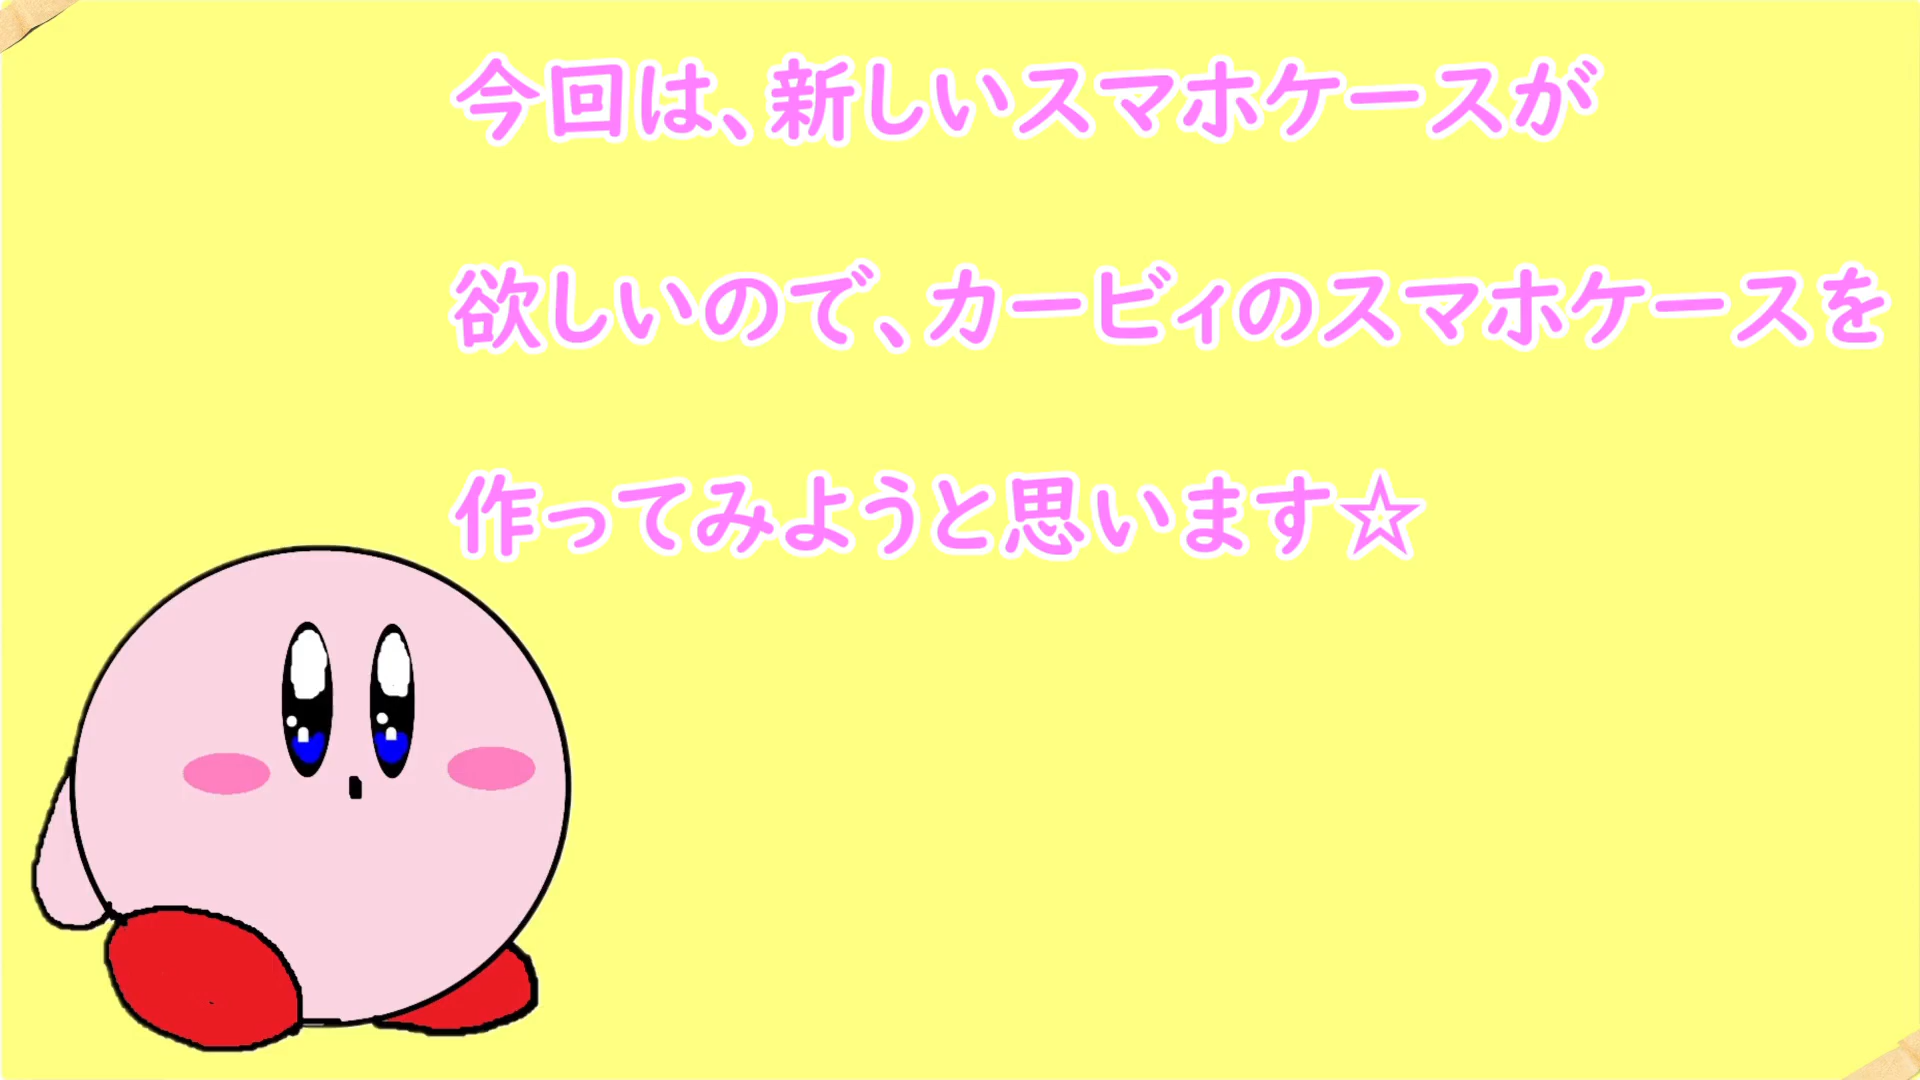 今回は、新しいスマホケースが
欲しいので、カービィのスマホケースを
作ってみようと思います☆